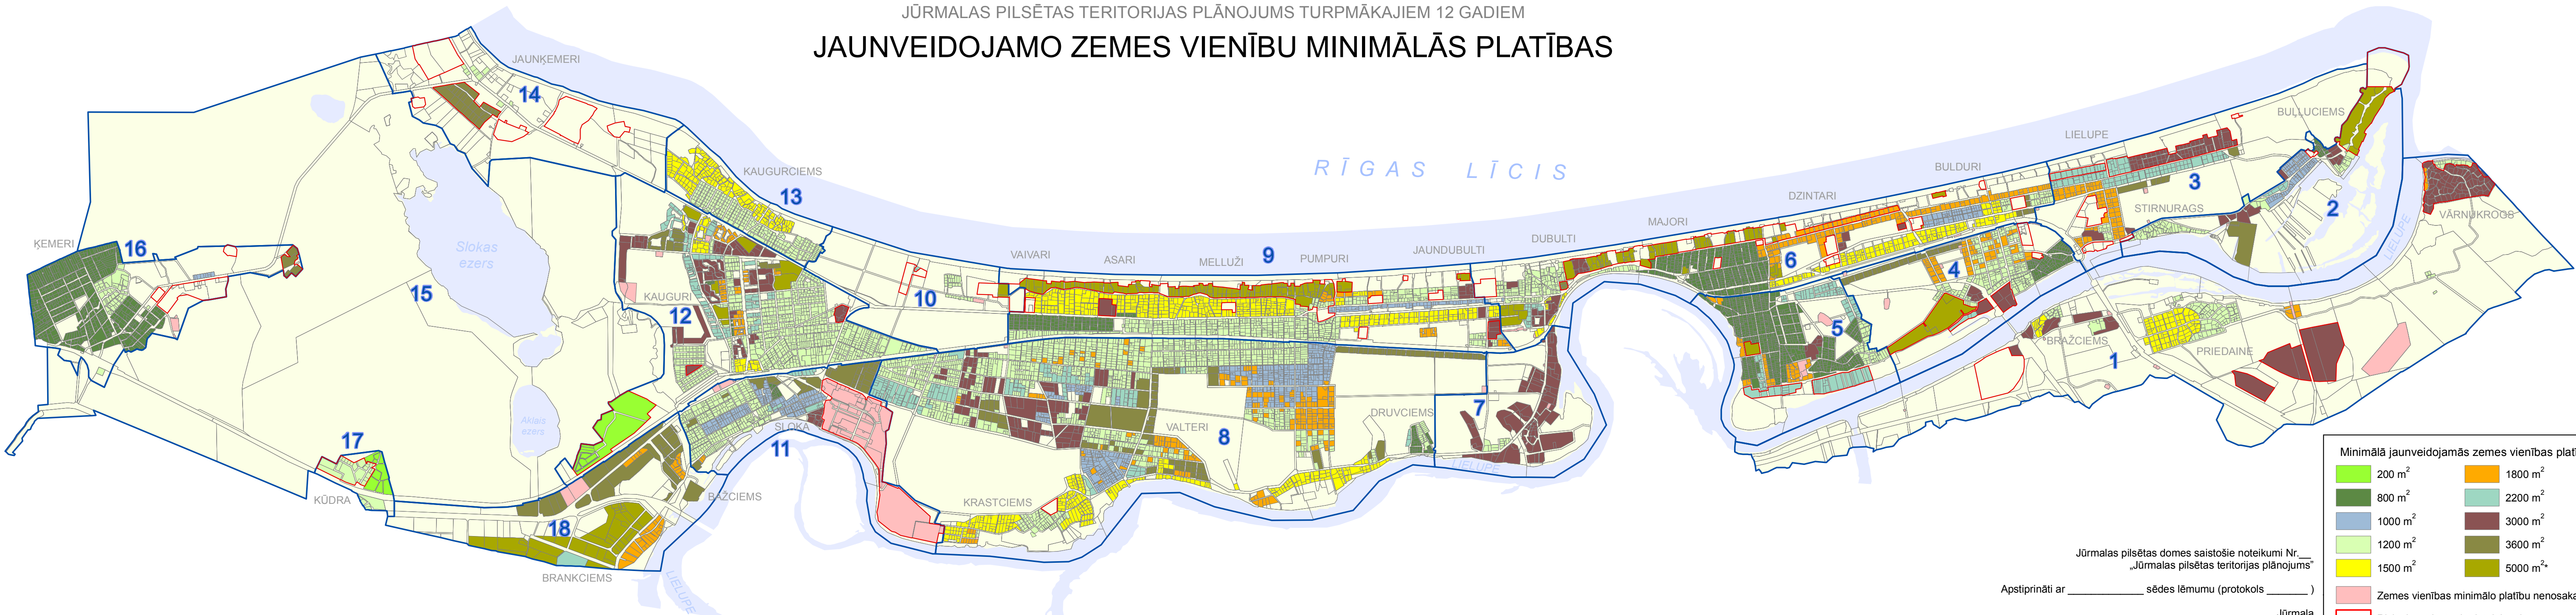 JŪRMALAS PILSĒTAS TERITORIJAS PLĀNOJUMS TURPMĀKAJIEM 12 GADIEM
JAUNVEIDOJAMO ZEMES VIENĪBU MINIMĀLĀS PLATĪBAS
JAUNĶEMERI
14
KAUGURCIEMS
13
RĪGAS LĪCIS
BUĻĻUCIEMS
LIELUPE
BULDURI
DZINTARI
MAJORI
DUBULTI
JAUNDUBULTI
PUMPURI
MELLUŽI
ASARI
VAIVARI
9
3
STIRNURAGS
2
VĀRNUKROGS
LIELUPE
ĶEMERI
16
Slokas
ezers
15
KAUGURI
12
10
6
4
5
BRAŽCIEMS
1
PRIEDAINE
Aklais
ezers
17
KŪDRA
SLOKA
11
VALTERI
8
DRUVCIEMS
7
LIELUPE
BAŽCIEMS
KRASTCIEMS
18
BRANKCIEMS
LIELUPE
Jūrmalas pilsētas domes saistošie noteikumi Nr.__
„Jūrmalas pilsētas teritorijas plānojums”
Apstiprināti ar _____________ sēdes lēmumu (protokols _______ )
Jūrmala
Minimālā jaunveidojamās zemes vienības
200 m²
1800 m²
800 m²
2200 m²
1000 m²
3000 m²
1200 m²
3600 m²
1500 m²
5000 m²*
Zemes vienības minimālo platību